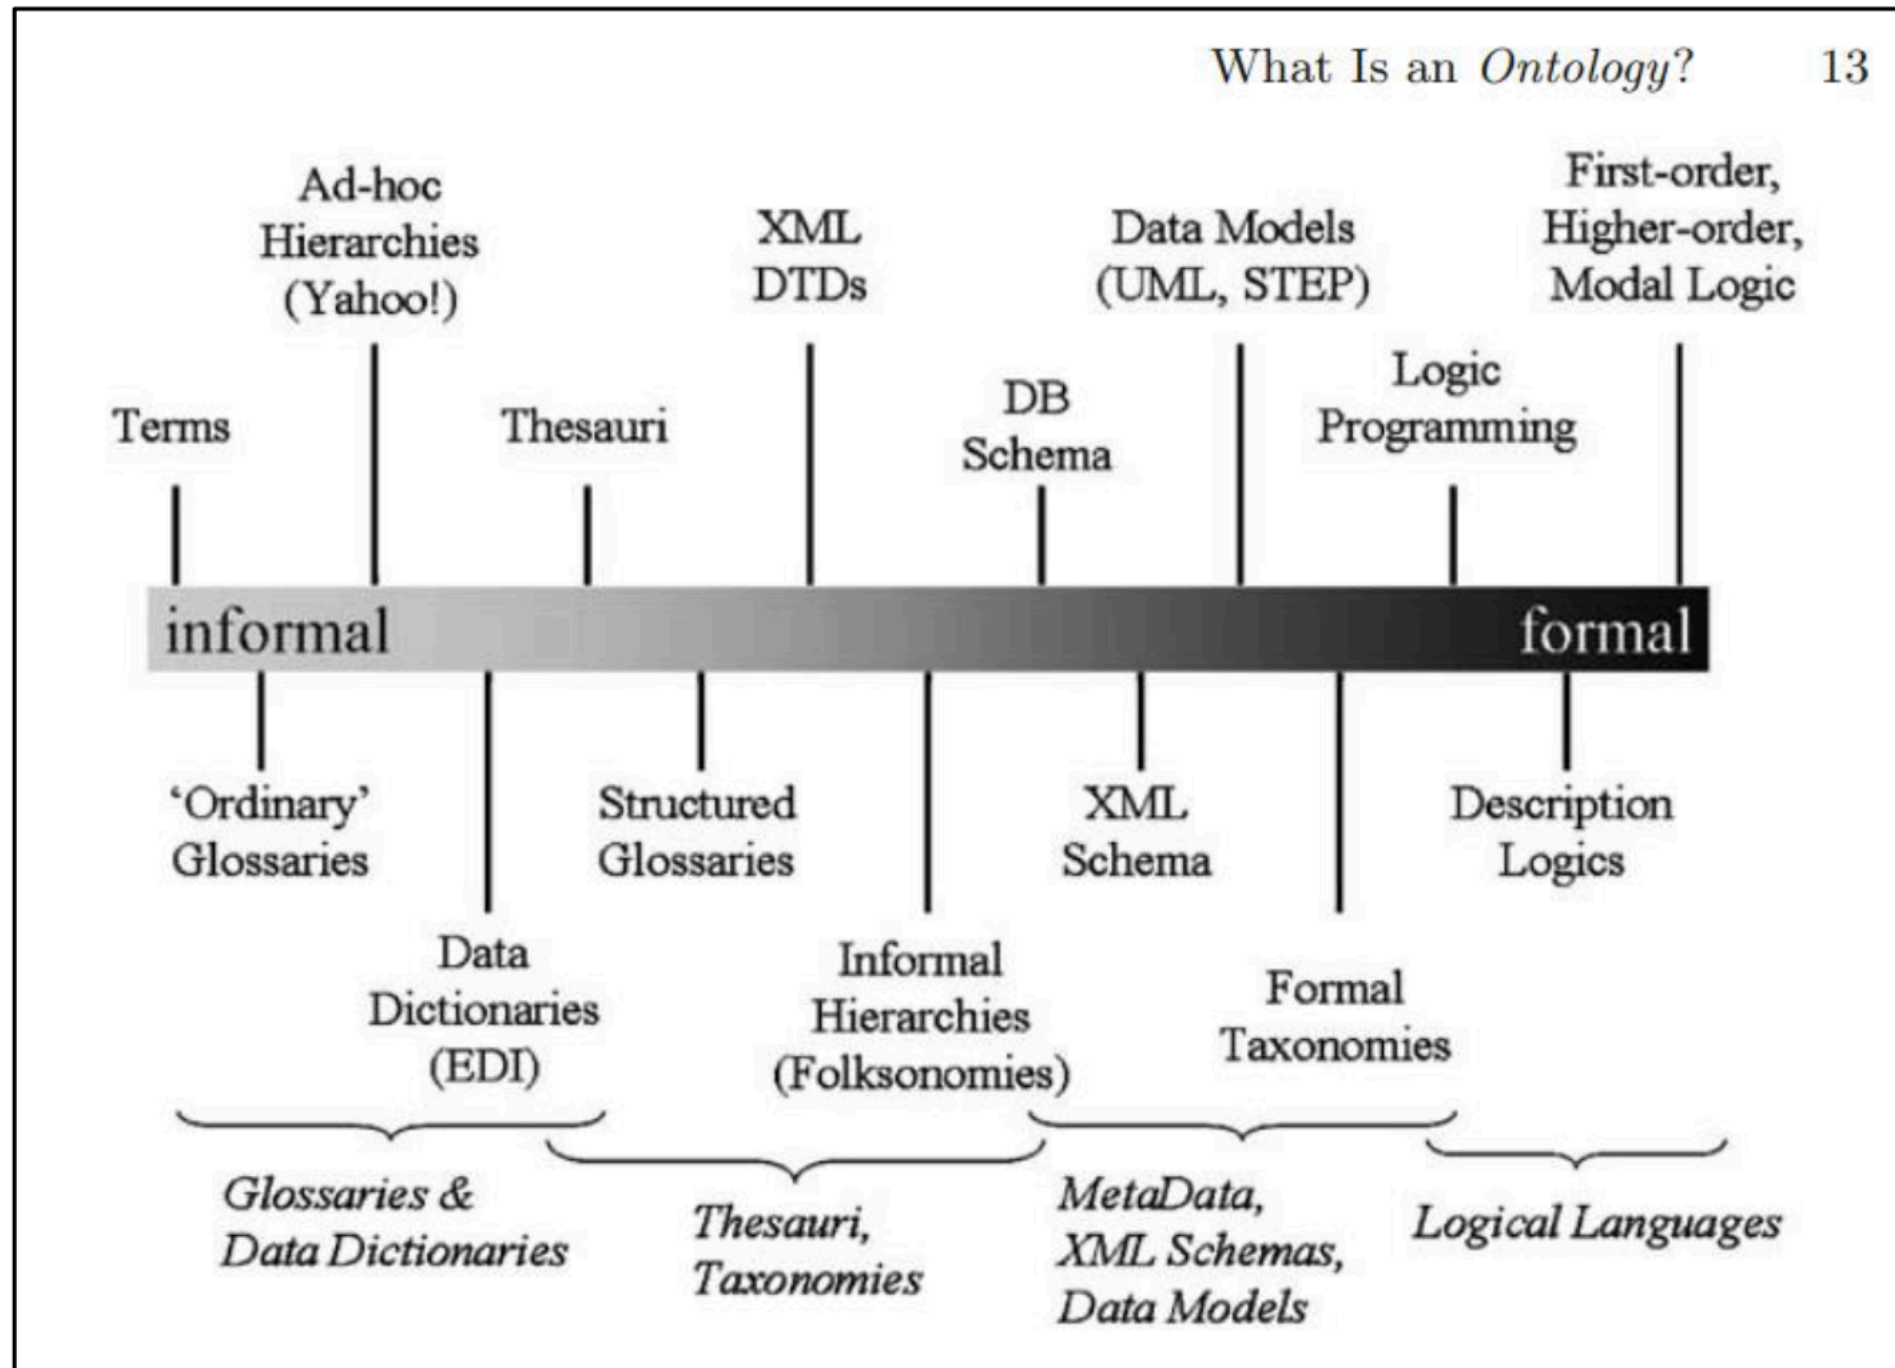 What Is an Ontology? 13
Ad-hoc
Hierarchies
(Yahoo!)
XML
DTDs
Data Models
(UML, STEP)
First-order,
Higher-order,
Modal Logic
Terms
Thesauri
DB
Schema
Logic
Programming
informal
formal
‘Ordinary’
Glossaries
Structured
Glossaries
XML
Schema
Description
Logics
Data
Dictionaries
(EDI)
Informal
Hierarchies
(Folksonomies)
Formal
Taxonomies
Glossaries &
Data Dictionaries
Thesauri,
Taxonomies
MetaData,
XML Schemas,
Data Models
Logical Languages